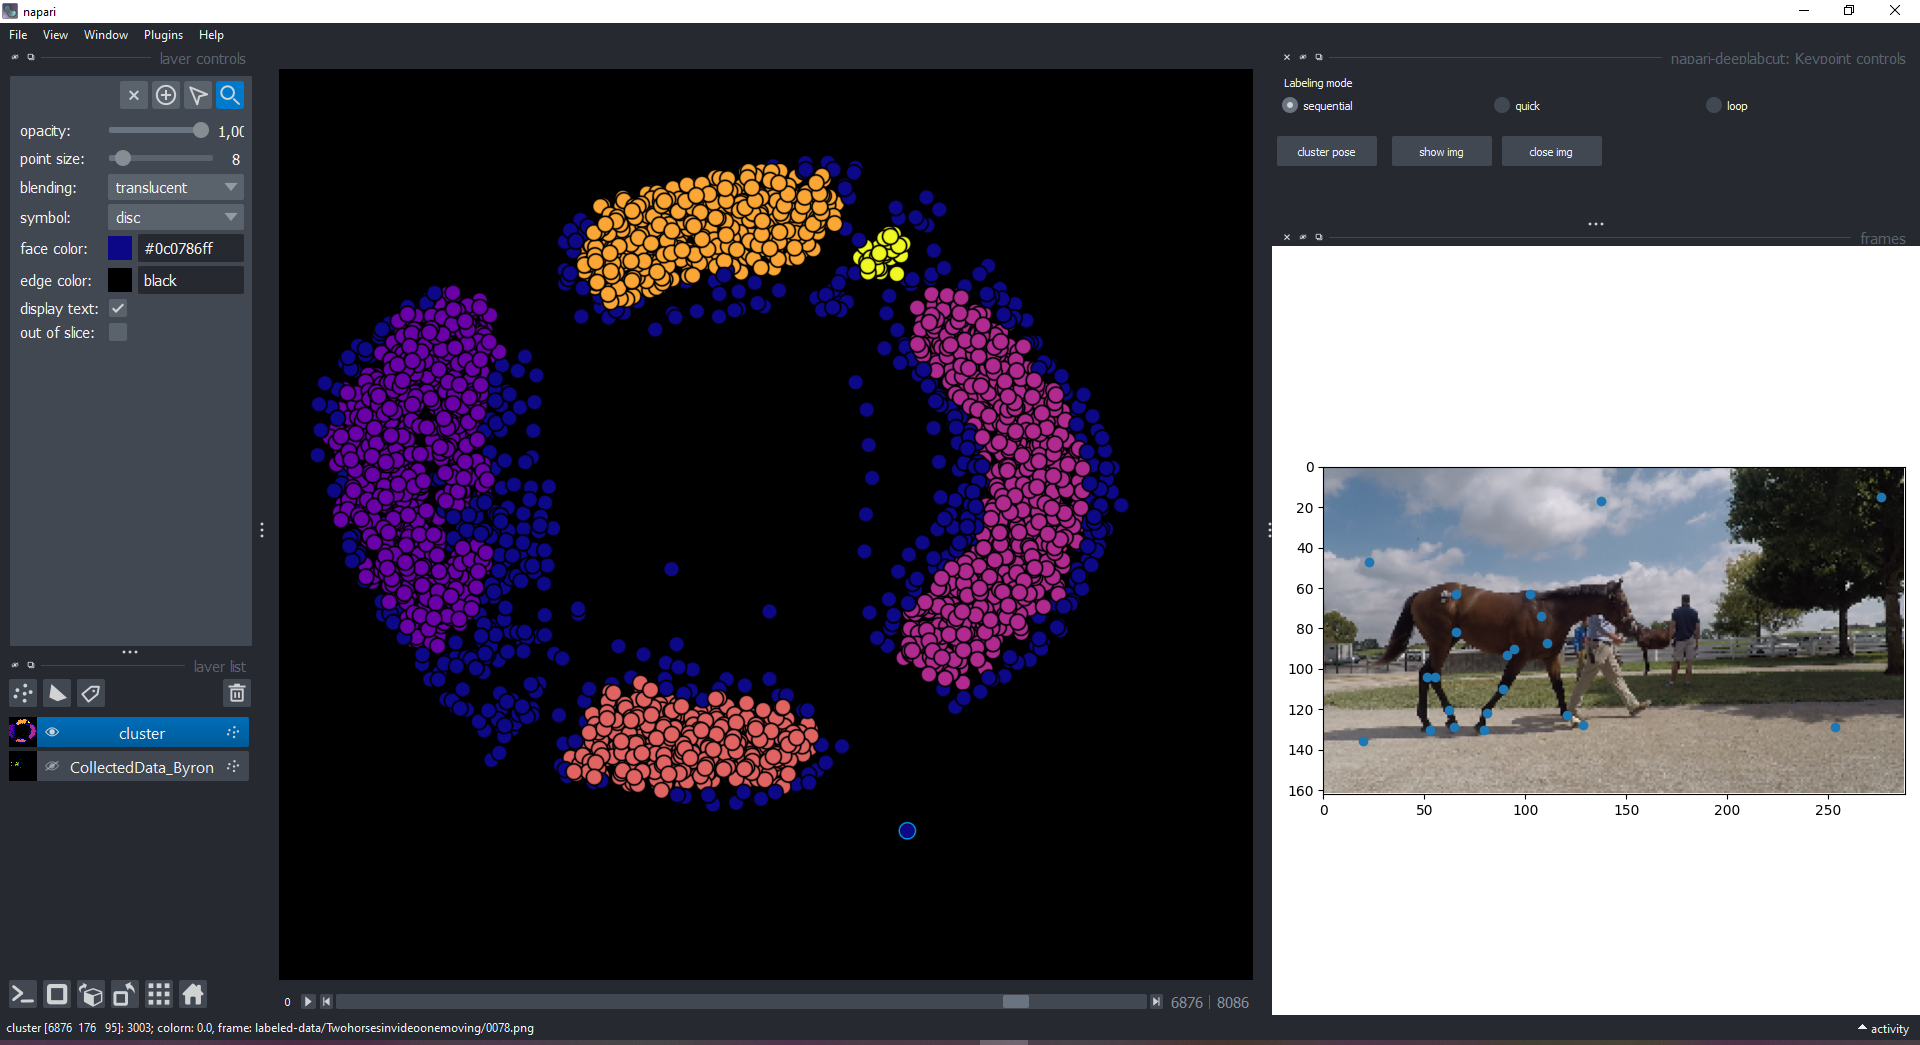 napari
File View Window Plugins Help
layer controls
opacity: 1,00
point size: 8
blending: translucent
symbol: disc
face color: #0c0786ff
edge color: black
display text:
out of slice:
layer list
cluster
CollectedData_Byron
0 6876 | 8086
napari-deeplabcut: Keypoint controls
Labeling mode
sequential quick loop
cluster pose show img close img
frames
0
20
40
60
80
100
120
140
160
0 50 100 150 200 250
cluster [6876 176 95]: 3003; colorn: 0.0, frame: labeled-data/Twohorsesinvideoonemoving/0078.png
activity